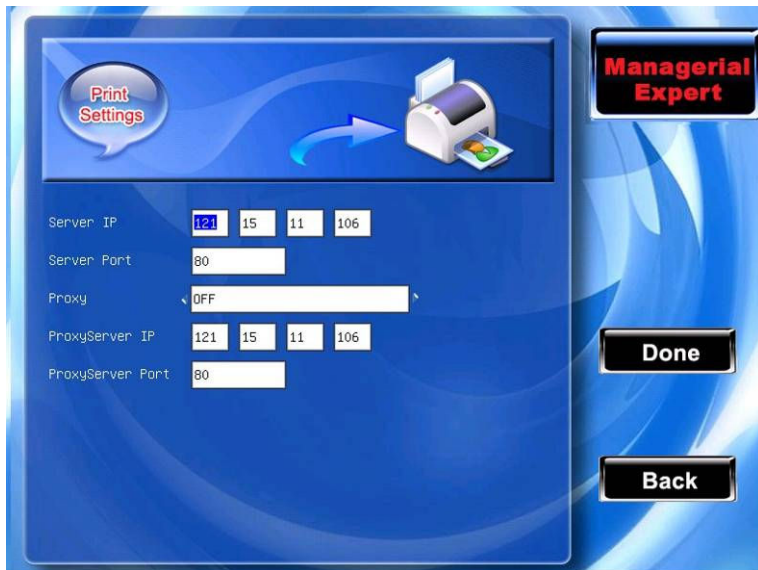 Print
Settings
Managerial
Expert
Server IP 121 15 11 106
Server Port 80
Proxy OFF
ProxyServer IP 121 15 11 106
ProxyServer Port 80
Done
Back